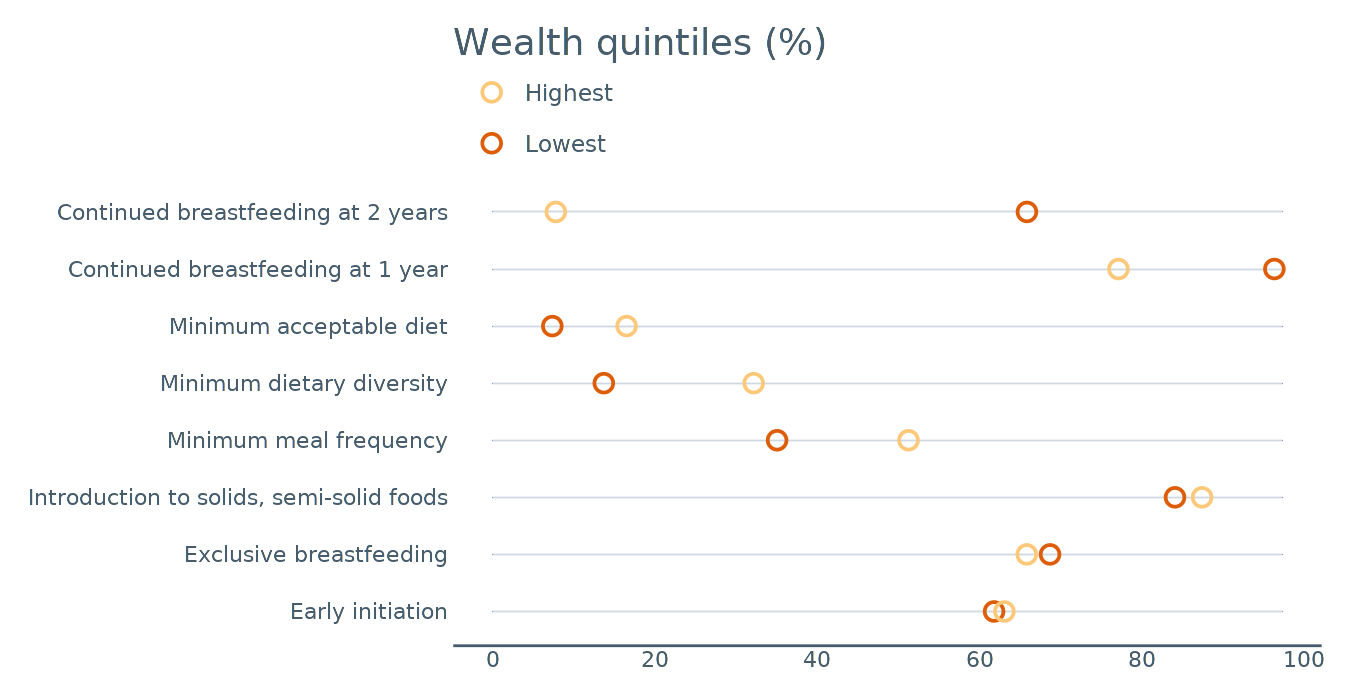 Wealth quintiles (%)
Highest
Lowest
Continued breastfeeding at 2 years
Continued breastfeeding at 1 year
Minimum acceptable diet
Minimum dietary diversity
Minimum meal frequency
Introduction to solids, semi-solid foods
Exclusive breastfeeding
Early initiation
0 20 40 60 80 100